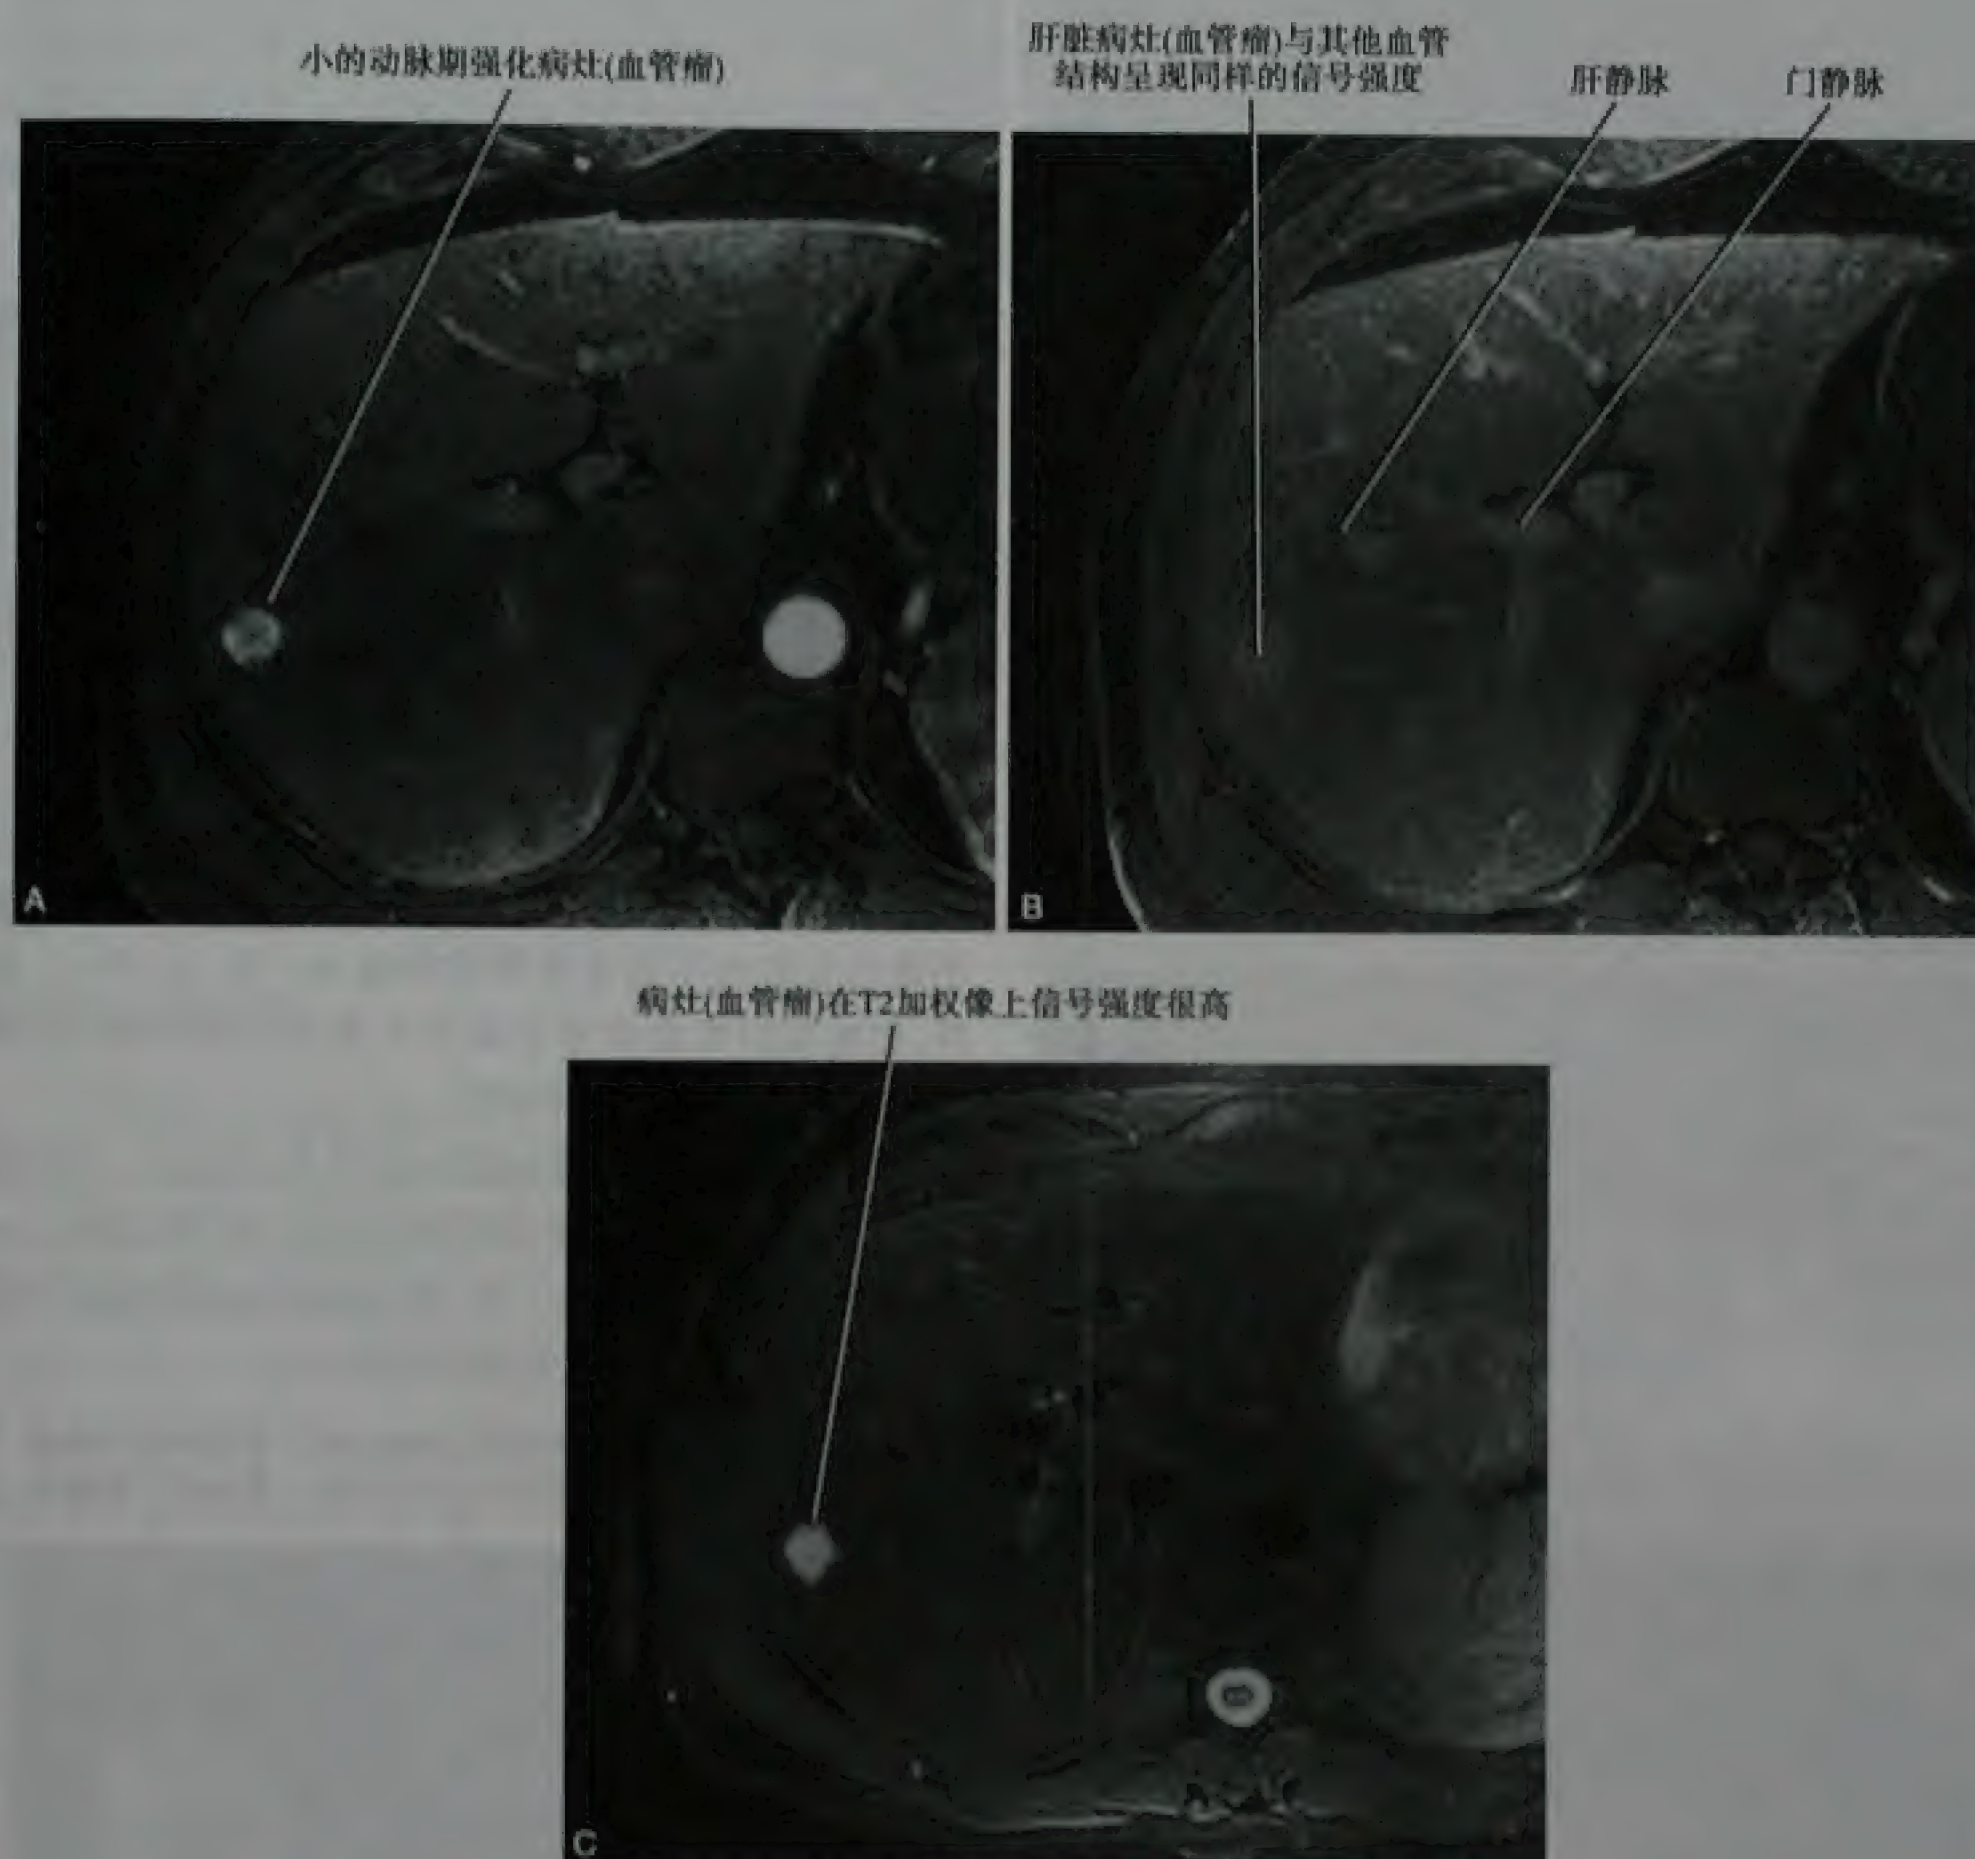 小的动脉期强化病灶(血管瘤)
肝脏病灶(血管瘤)与其他血管
结构呈现同样的信号强度
肝静脉
门静脉
A
B
病灶(血管瘤)在T2加权像上信号强度很高
C